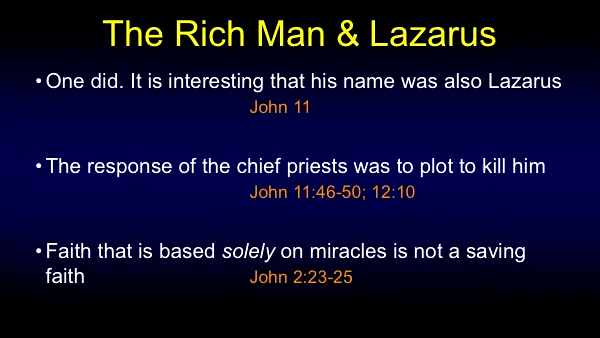 The Rich Man & Lazarus
• One did. It is interesting that his name was also Lazarus
John 11
• The response of the chief priests was to plot to kill him
John 11:46-50; 12:10
• Faith that is based solely on miracles is not a saving
faith John 2:23-25